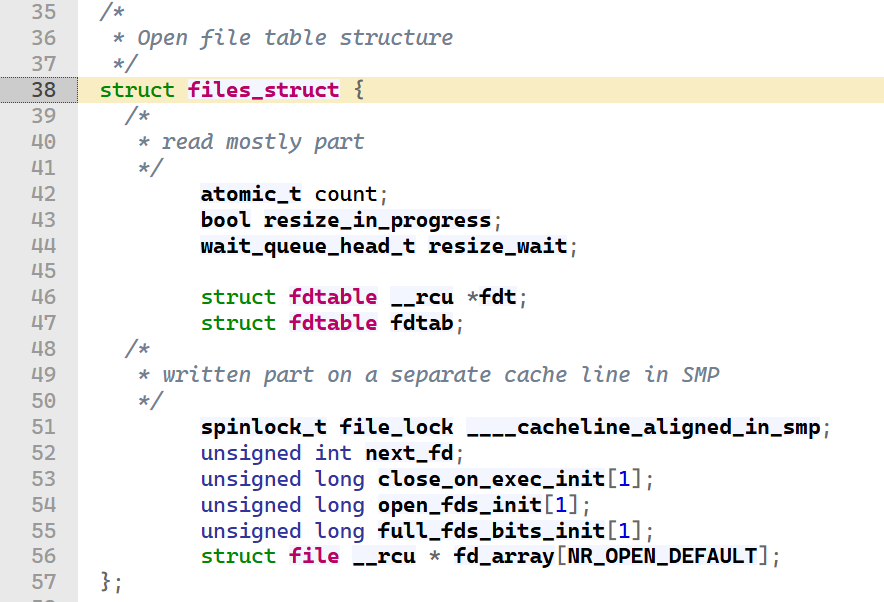 35 /*
36  * Open file table structure
37  */
38 struct files_struct {
39   /*
40    * read mostly part
41    */
42         atomic_t count;
43         bool resize_in_progress;
44         wait_queue_head_t resize_wait;
45
46         struct fdtable __rcu *fdt;
47         struct fdtable fdtab;
48   /*
49    * written part on a separate cache line in SMP
50    */
51         spinlock_t file_lock ____cacheline_aligned_in_smp;
52         unsigned int next_fd;
53         unsigned long close_on_exec_init[1];
54         unsigned long open_fds_init[1];
55         unsigned long full_fds_bits_init[1];
56         struct file __rcu * fd_array[NR_OPEN_DEFAULT];
57 };